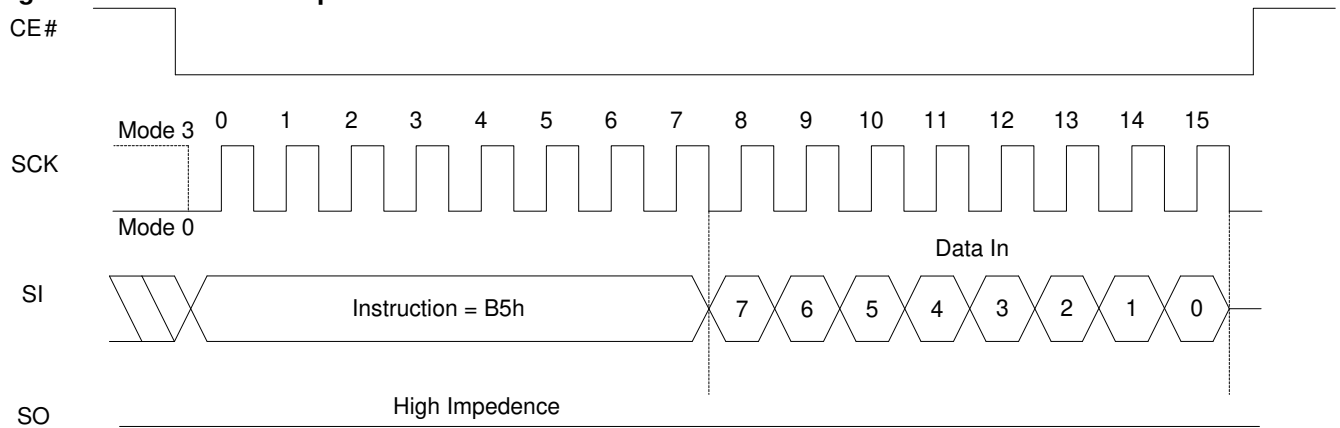 CE#
Mode 3
0 1 2 3 4 5 6 7 8 9 10 11 12 13 14 15
SCK
Mode 0
Data In
SI
Instruction = B5h
7 6 5 4 3 2 1 0
High Impedence
SO